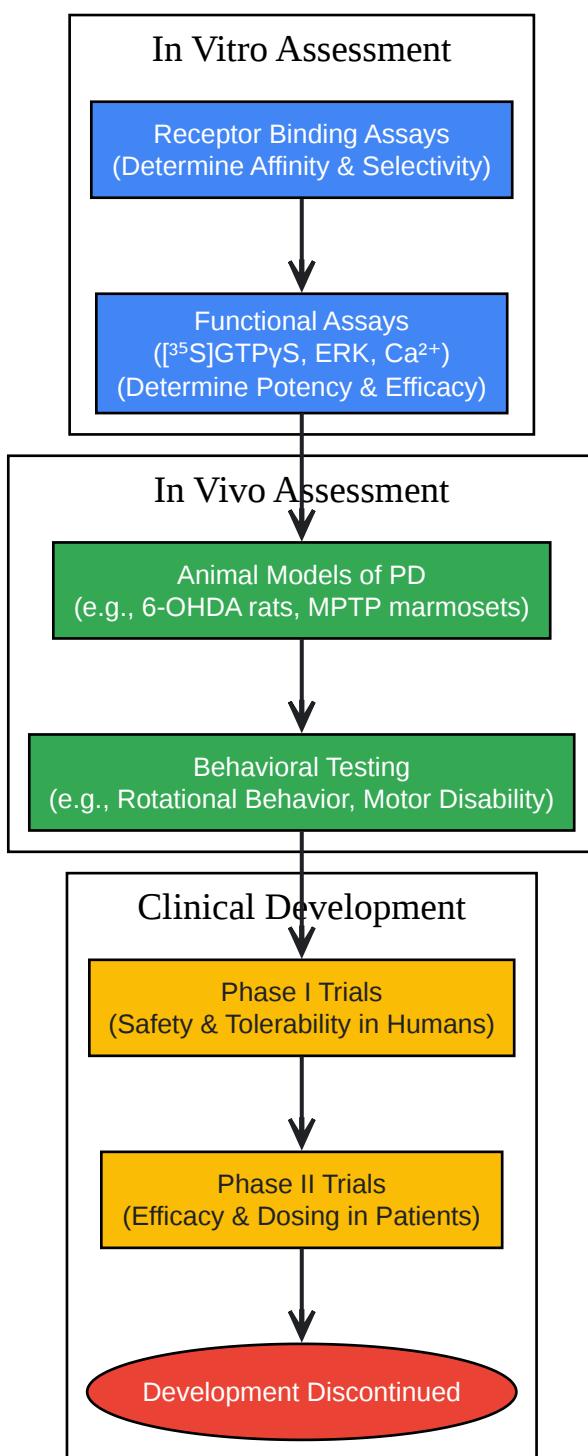 In Vitro Assessment
Receptor Binding Assays
(Determine Affinity & Selectivity)
Functional Assays
([³⁵S]GTPγS, ERK, Ca²⁺)
(Determine Potency & Efficacy)
In Vivo Assessment
Animal Models of PD
(e.g., 6-OHDA rats, MPTP marmosets)
Behavioral Testing
(e.g., Rotational Behavior, Motor Disability)
Clinical Development
Phase I Trials
(Safety & Tolerability in Humans)
Phase II Trials
(Efficacy & Dosing in Patients)
Development Discontinued